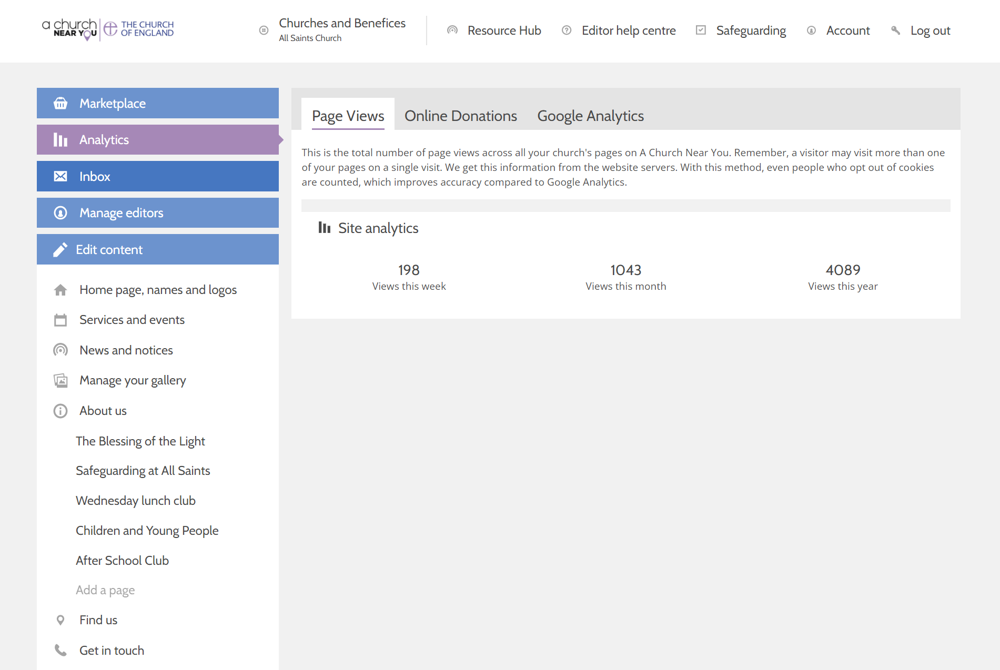 a church
NEAR YOU
THE CHURCH
OF ENGLAND
Churches and Benefices
All Saints Church
Resource Hub
Editor help centre
Safeguarding
Account
Log out
Marketplace
Analytics
Inbox
Manage editors
Edit content
Home page, names and logos
Services and events
News and notices
Manage your gallery
About us
The Blessing of the Light
Safeguarding at All Saints
Wednesday lunch club
Children and Young People
After School Club
Add a page
Find us
Get in touch
Page Views
Online Donations
Google Analytics
This is the total number of page views across all your church's pages on A Church Near You. Remember, a visitor may visit more than one
of your pages on a single visit. We get this information from the website servers. With this method, even people who opt out of cookies
are counted, which improves accuracy compared to Google Analytics.
Site analytics
198
Views this week
1043
Views this month
4089
Views this year